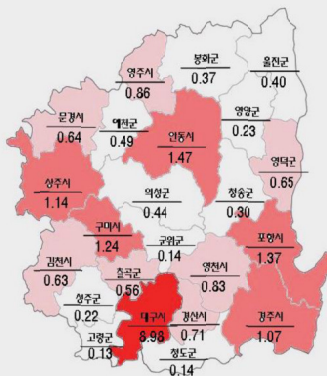 봉화군
0.37
울진군
0.40
영주시
0.86
영양군
0.23
문경시
0.64
예천군
0.49
안동시
1.47
영덕군
0.65
상주시
1.14
의성군
0.44
청송군
0.30
구미시
1.24
군위군
0.14
포항시
1.37
김천시
0.63
칠곡군
0.56
영천시
0.83
성주군
0.22
대구시
8.98
경산시
0.71
경주시
1.07
고령군
0.13
청도군
0.14